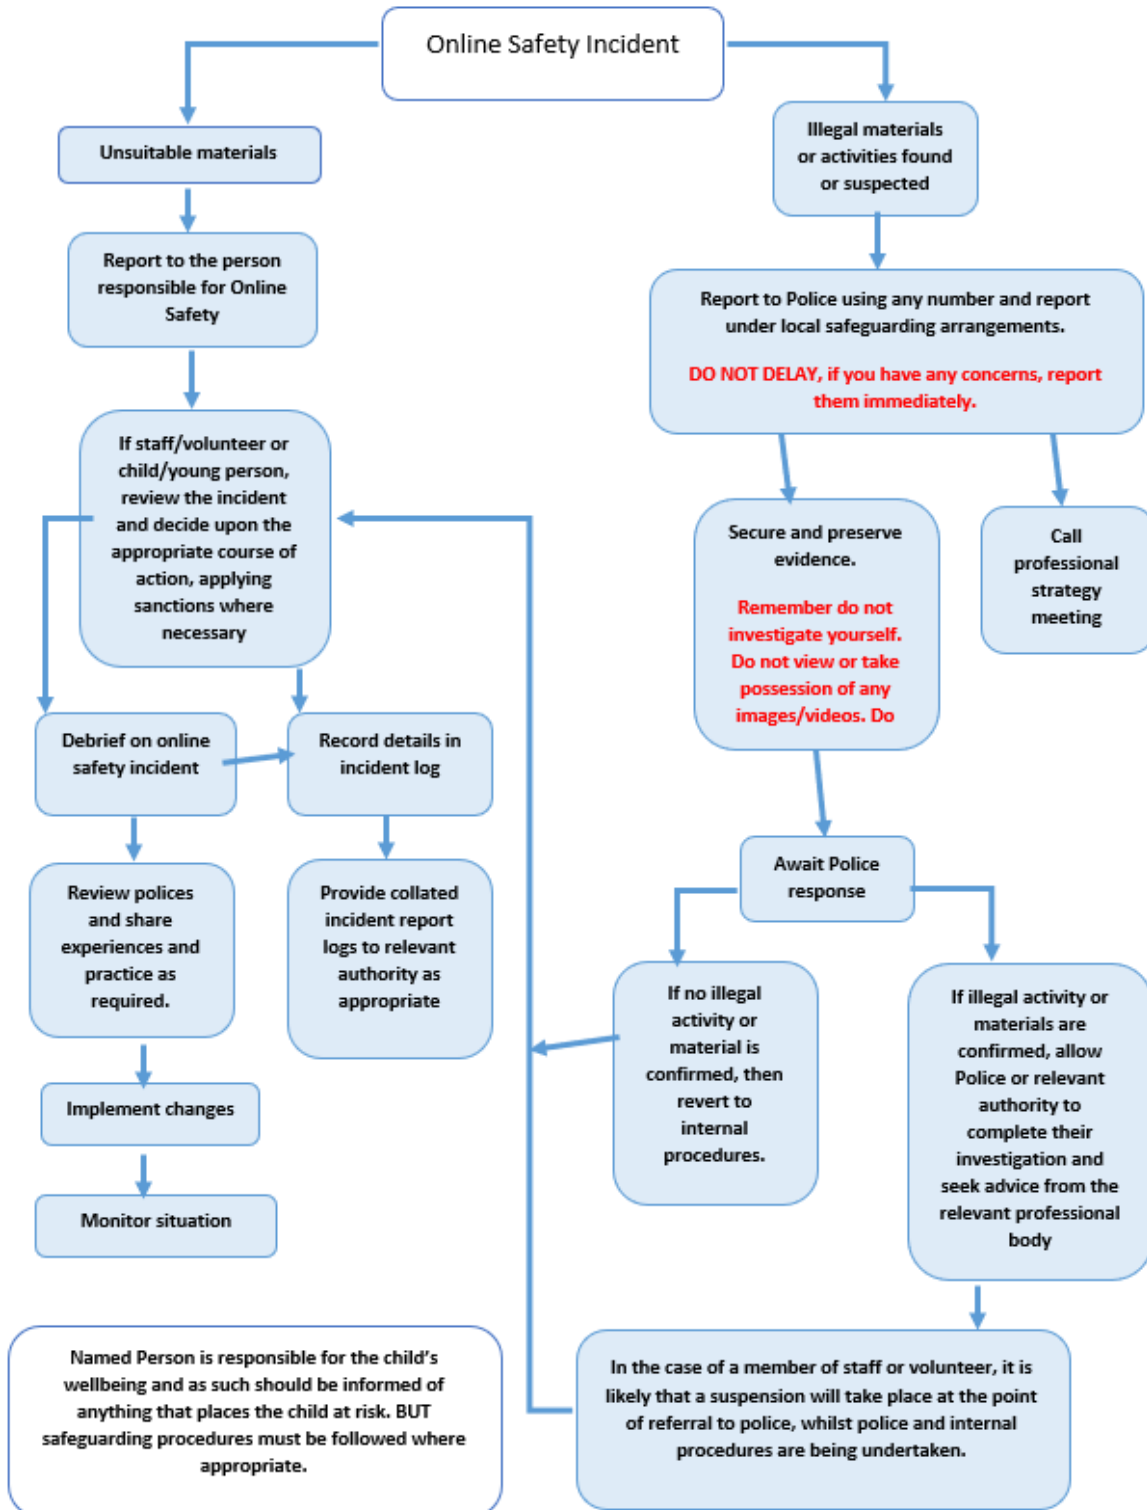 Online Safety Incident
Unsuitable materials
Report to the person
responsible for Online
Safety
If staff/volunteer or
child/young person,
review the incident
and decide upon the
appropriate course of
action, applying
sanctions where
necessary
Debrief on online
safety incident
Record details in
incident log
Review polices
and share
experiences and
practice as
required.
Provide collated
incident report
logs to relevant
authority as
appropriate
Implement changes
Monitor situation
Illegal materials
or activities found
or suspected
Report to Police using any number and report
under local safeguarding arrangements.
DO NOT DELAY, if you have any concerns, report
them immediately.
Secure and preserve
evidence.
Remember do not
investigate yourself.
Do not view or take
possession of any
images/videos. Do
Call
professional
strategy
meeting
Await Police
response
If no illegal
activity or
material is
confirmed, then
revert to
internal
procedures.
If illegal activity or
materials are
confirmed, allow
Police or relevant
authority to
complete their
investigation and
seek advice from the
relevant professional
body
In the case of a member of staff or volunteer, it is
likely that a suspension will take place at the point
of referral to police, whilst police and internal
procedures are being undertaken.
Named Person is responsible for the child's
wellbeing and as such should be informed of
anything that places the child at risk. BUT
safeguarding procedures must be followed where
appropriate.